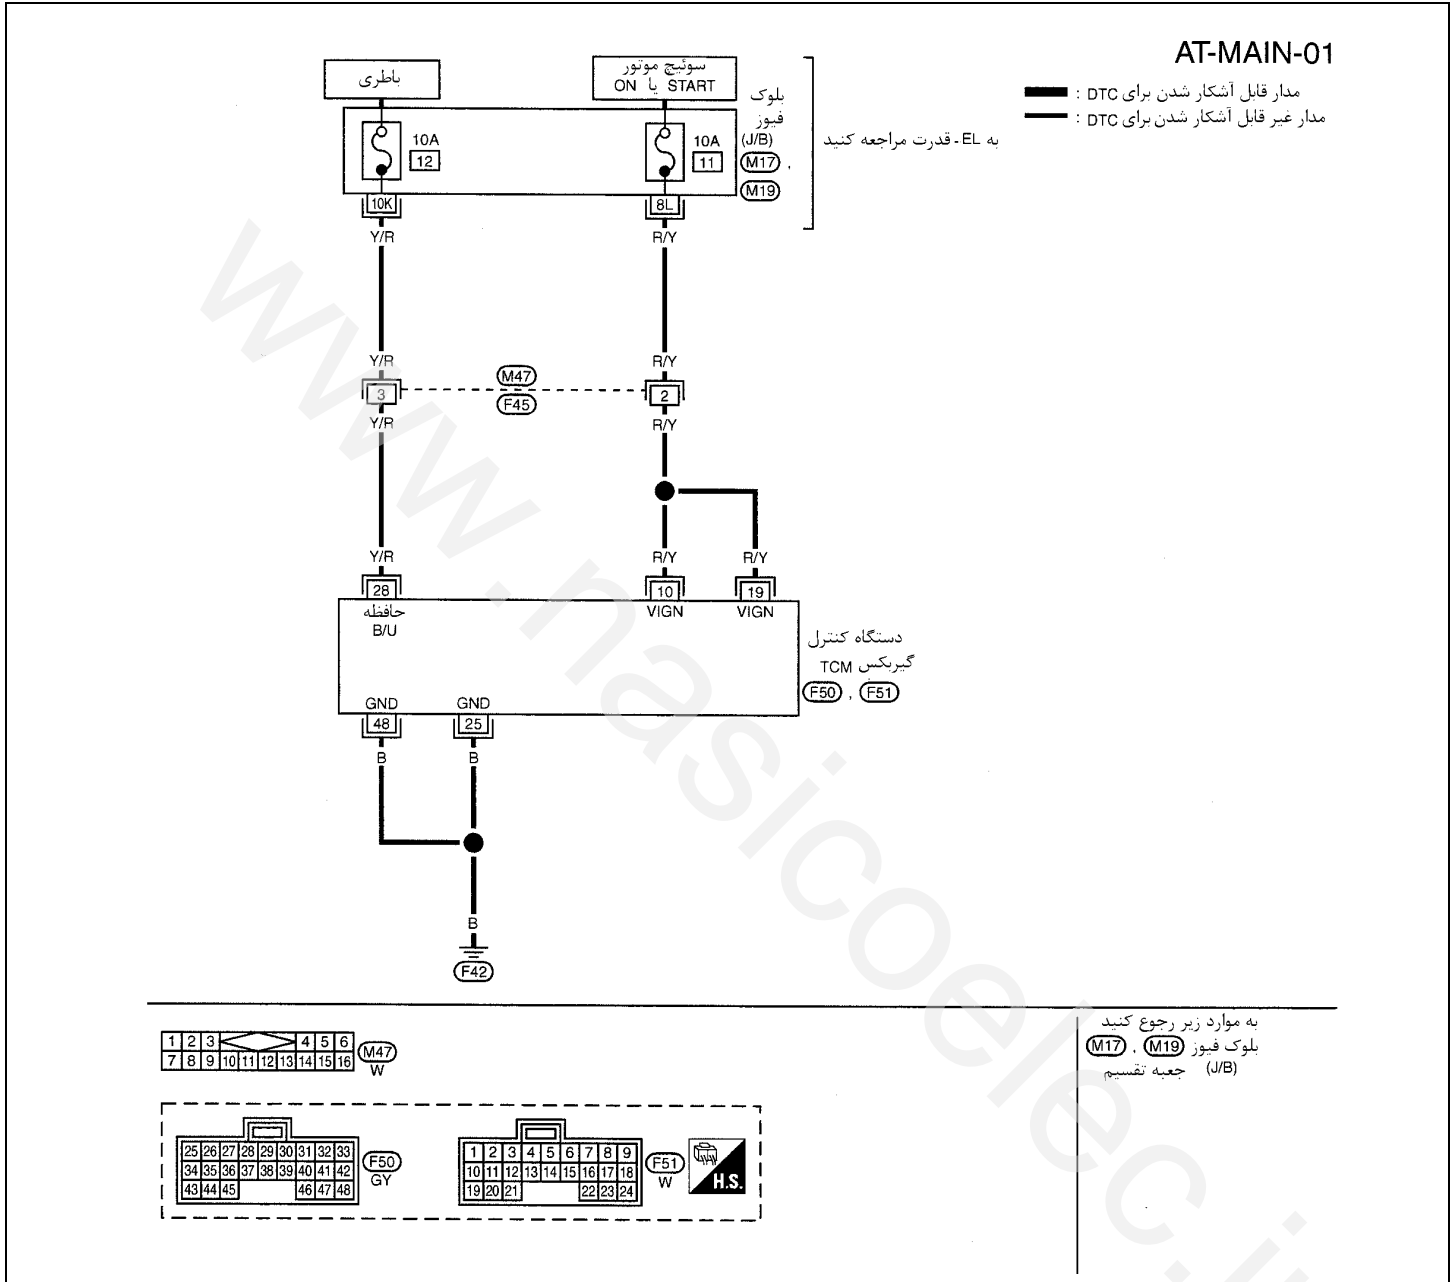 AT-MAIN-01
مدار قابل آشکار شدن برای DTC :
مدار غیر قابل آشکار شدن برای DTC :
باطری
سوئیچ موتور
START یا ON
بلوک
فیوز
(J/B)
M17 ,
M19
به EL - قدرت مراجعه کنید
10A
12
10A
11
10K
8L
Y/R
R/Y
Y/R
R/Y
3
M47
F45
2
Y/R
R/Y
Y/R
R/Y
R/Y
28
10
19
حافظه
B/U
VIGN
VIGN
دستگاه کنترل
گیربکس TCM
F50 , F51
GND
GND
48
25
B
B
B
F42
1 2 3 4 5 6
7 8 9 10 11 12 13 14 15 16
M47
W
25 26 27 28 29 30 31 32 33
34 35 36 37 38 39 40 41 42
43 44 45 46 47 48
F50
GY
1 2 3 4 5 6 7 8 9
10 11 12 13 14 15 16 17 18
19 20 21 22 23 24
F51
W
H.S.
به موارد زیر رجوع کنید
بلوک فیوز M19 , M17
جعبه تقسیم (J/B)
www.nasicoelec.i